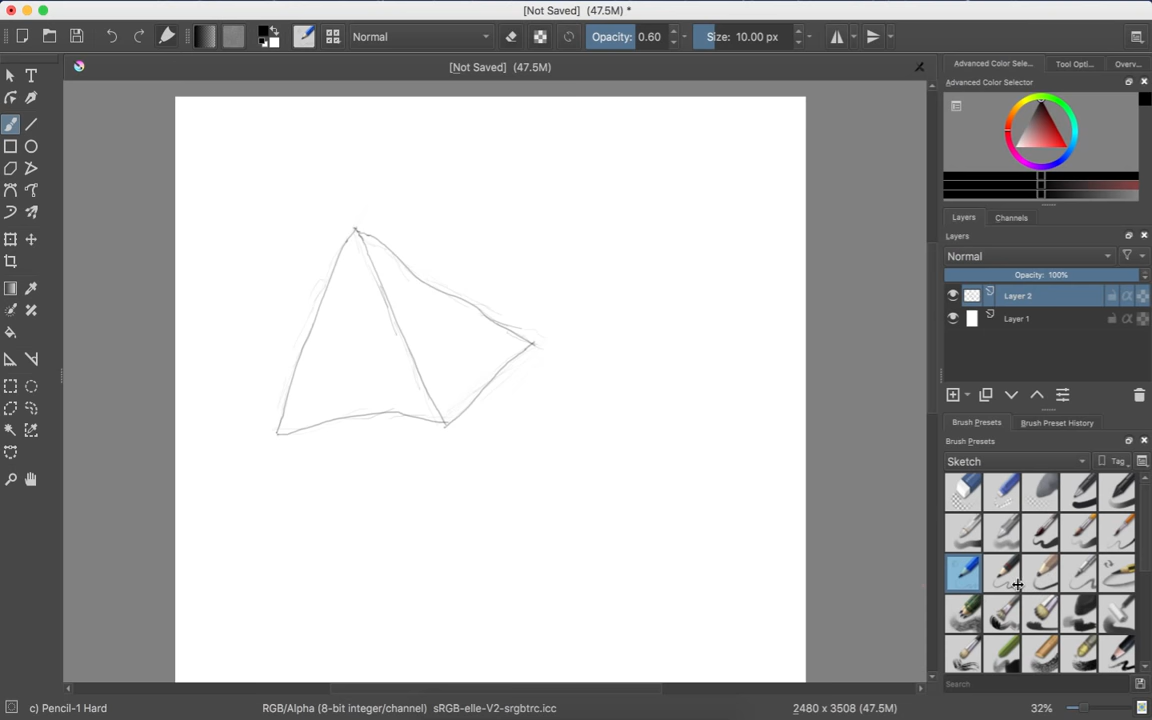 [Not Saved] (47.5M) *
Normal
Opacity: 0.60
Size: 10.00 px
[Not Saved] (47.5M)
Advanced Color Sele...
Tool Opti...
Overv...
Advanced Color Selector
Layers
Channels
Layers
Normal
Opacity: 100%
Layer 2
Layer 1
Brush Presets
Brush Preset History
Brush Presets
Sketch
Tag
Search
c) Pencil-1 Hard
RGB/Alpha (8-bit integer/channel) sRGB-elle-V2-srgbtrc.icc
2480 x 3508 (47.5M)
32%